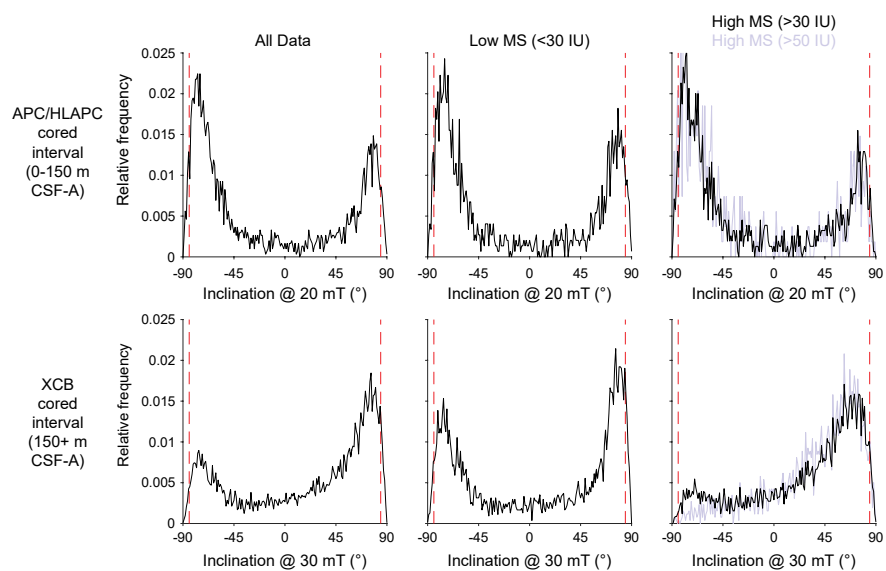 All Data
Low MS (<30 IU)
High MS (>30 IU)
High MS (>50 IU)
APC/HLAPC
cored
interval
(0-150 m
CSF-A)
Relative frequency
0.025
0.02
0.015
0.01
0.005
0
-90 -45 0 45 90
Inclination @ 20 mT (°)
-90 -45 0 45 90
Inclination @ 20 mT (°)
-90 -45 0 45 90
Inclination @ 20 mT (°)
XCB
cored
interval
(150+ m
CSF-A)
Relative frequency
0.025
0.02
0.015
0.01
0.005
0
-90 -45 0 45 90
Inclination @ 30 mT (°)
-90 -45 0 45 90
Inclination @ 30 mT (°)
-90 -45 0 45 90
Inclination @ 30 mT (°)